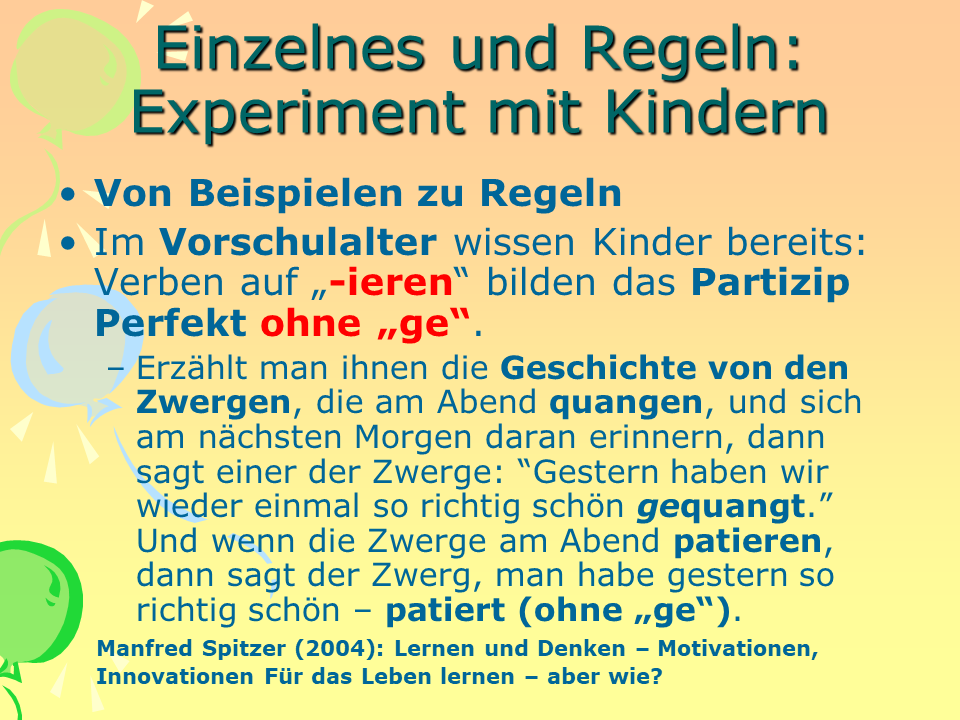 Einzelnes und Regeln:
Experiment mit Kindern
• Von Beispielen zu Regeln
• Im Vorschulalter wissen Kinder bereits:
Verben auf „-ieren“ bilden das Partizip
Perfekt ohne „ge“.
– Erzählt man ihnen die Geschichte von den
Zwergen, die am Abend quangen, und sich
am nächsten Morgen daran erinnern, dann
sagt einer der Zwerge: “Gestern haben wir
wieder einmal so richtig schön gequangt.”
Und wenn die Zwerge am Abend patieren,
dann sagt der Zwerg, man habe gestern so
richtig schön – patiert (ohne „ge“).
Manfred Spitzer (2004): Lernen und Denken – Motivationen,
Innovationen Für das Leben lernen – aber wie?